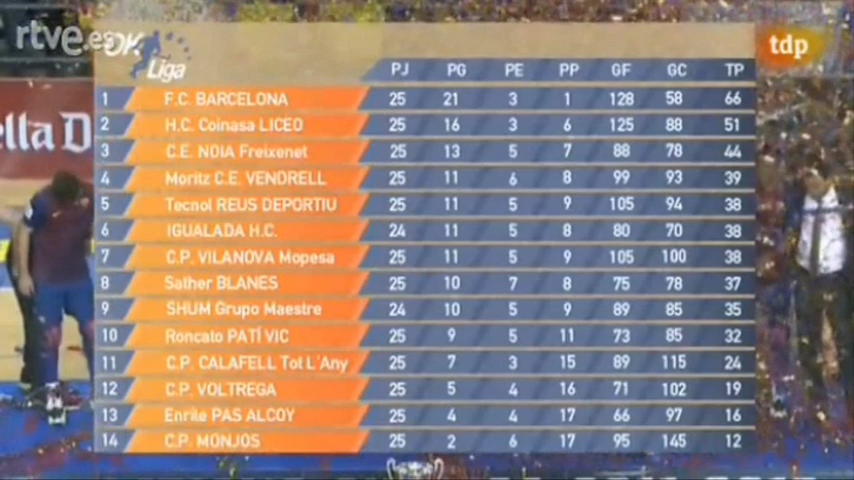 rtve.es
OK
Liga
tdp
PJ PG PE PP GF GC TP
1 F.C. BARCELONA 25 21 3 1 128 58 66
2 H.C. Coinasa LICEO 25 16 3 6 125 88 51
3 C.E. NOIA Freixenet 25 13 5 7 88 78 44
4 Moritz C.E. VENDRELL 25 11 6 8 99 93 39
5 Tecnol REUS DEPORTIU 25 11 5 9 105 94 38
6 IGUALADA H.C. 24 11 5 8 80 70 38
7 C.P. VILANOVA Mopesa 25 11 5 9 105 100 38
8 Sather BLANES 25 10 7 8 75 78 37
9 SHUM Grupo Maestre 24 10 5 9 89 85 35
10 Roncato PATÍ VIC 25 9 5 11 73 85 32
11 C.P. CALAFELL Tot L'Any 25 7 3 15 89 115 24
12 C.P. VOLTREGA 25 5 4 16 71 102 19
13 Enrile PAS ALCOY 25 4 4 17 66 97 16
14 C.P. MONJOS 25 2 6 17 95 145 12
ella D